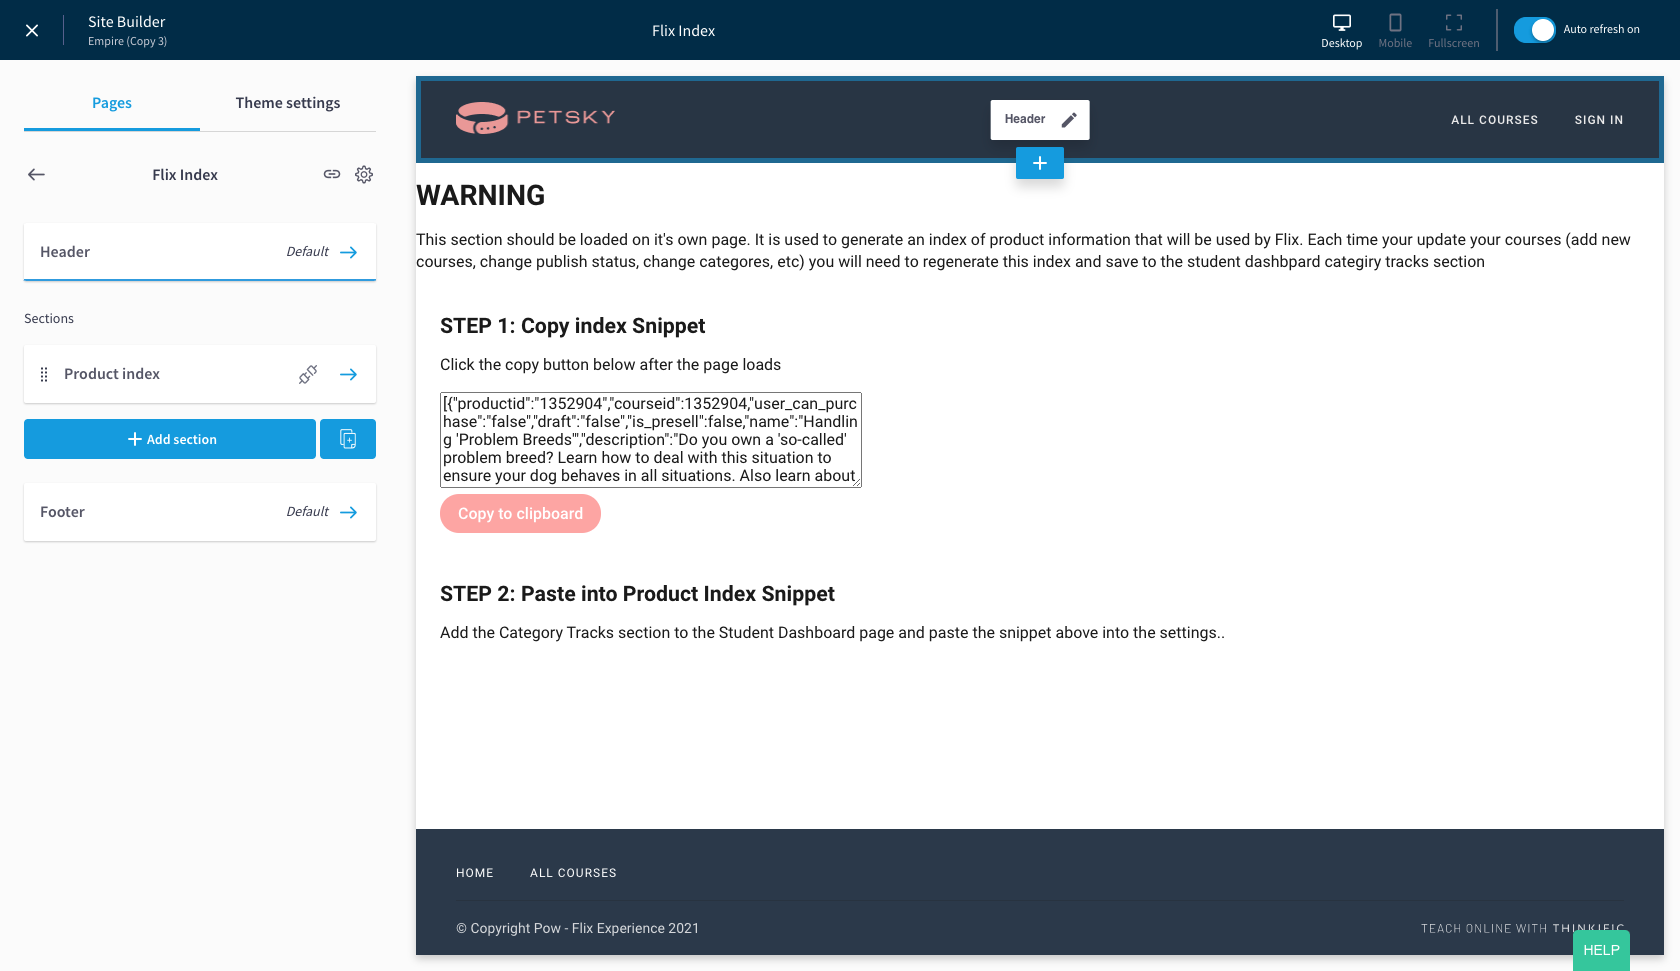 Site Builder
Empire (Copy 3)
Flix Index
Desktop
Mobile
Fullscreen
Auto refresh on
Pages
Theme settings
Flix Index
Header
Default
Sections
Product index
Add section
Footer
Default
PETSKY
Header
ALL COURSES
SIGN IN
WARNING
This section should be loaded on it's own page. It is used to generate an index of product information that will be used by Flix. Each time your update your courses (add new
courses, change publish status, change categores, etc) you will need to regenerate this index and save to the student dashbpard categiry tracks section
STEP 1: Copy index Snippet
Click the copy button below after the page loads
[{"productid":"1352904","courseid":1352904,"user_can_purc
hase":"false","draft":"false","is_presell":false,"name":"Handlin
g 'Problem Breeds'","description":"Do you own a 'so-called'
problem breed? Learn how to deal with this situation to
ensure your dog behaves in all situations. Also learn about
Copy to clipboard
STEP 2: Paste into Product Index Snippet
Add the Category Tracks section to the Student Dashboard page and paste the snippet above into the settings..
HOME
ALL COURSES
© Copyright Pow - Flix Experience 2021
TEACH ONLINE WITH THINKIFIC
HELP